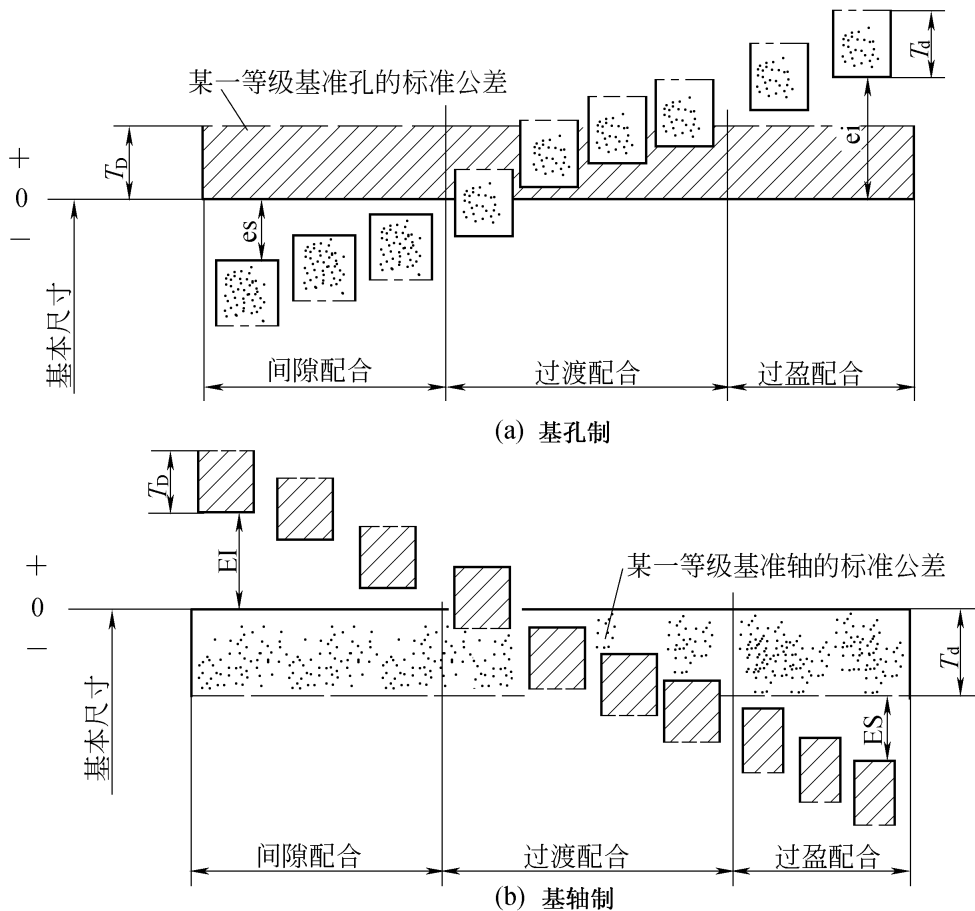 T_d
某一等级基准孔的标准公差
T_D
ei
+
0
−
es
基本尺寸
间隙配合
过渡配合
过盈配合
(a) 基孔制
T_D
EI
某一等级基准轴的标准公差
+
0
−
T_d
基本尺寸
ES
间隙配合
过渡配合
过盈配合
(b) 基轴制